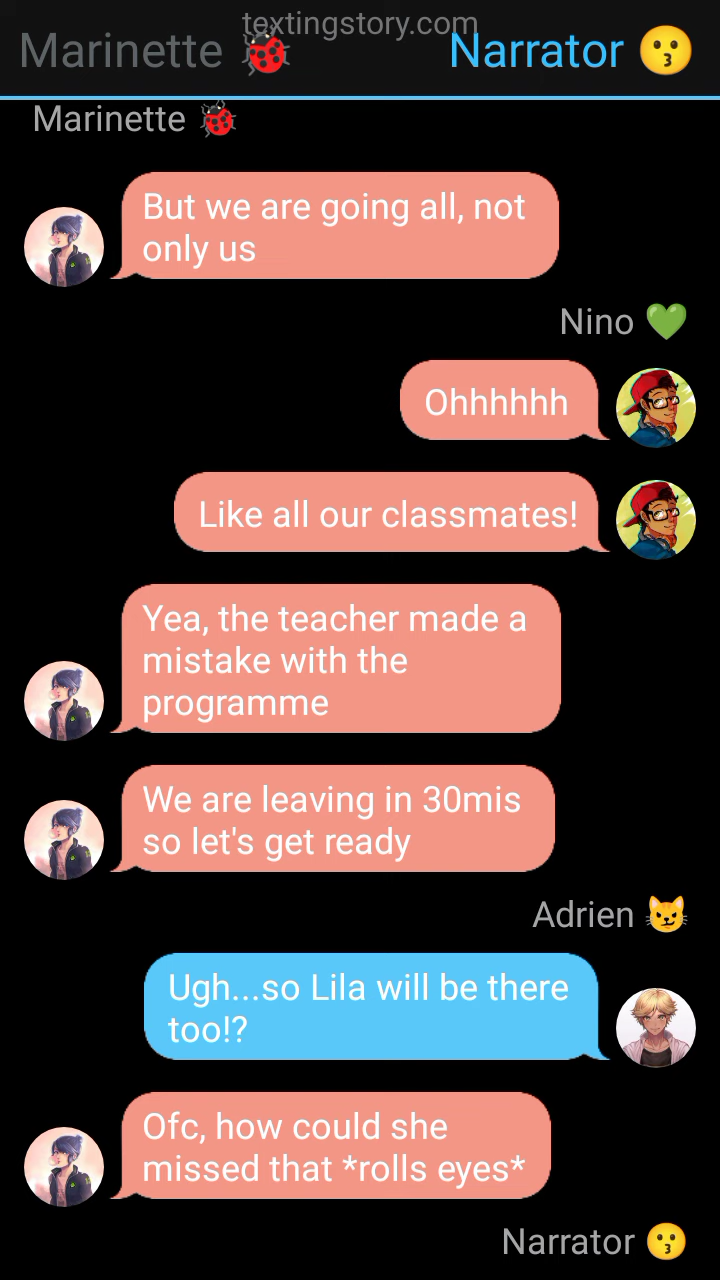 textingstory.com
Marinette 🐞 Narrator 😗
Marinette 🐞
But we are going all, not
only us
Nino 💚
Ohhhhhh
Like all our classmates!
Yea, the teacher made a
mistake with the
programme
We are leaving in 30mis
so let's get ready
Adrien 😼
Ugh...so Lila will be there
too!?
Ofc, how could she
missed that *rolls eyes*
Narrator 😗